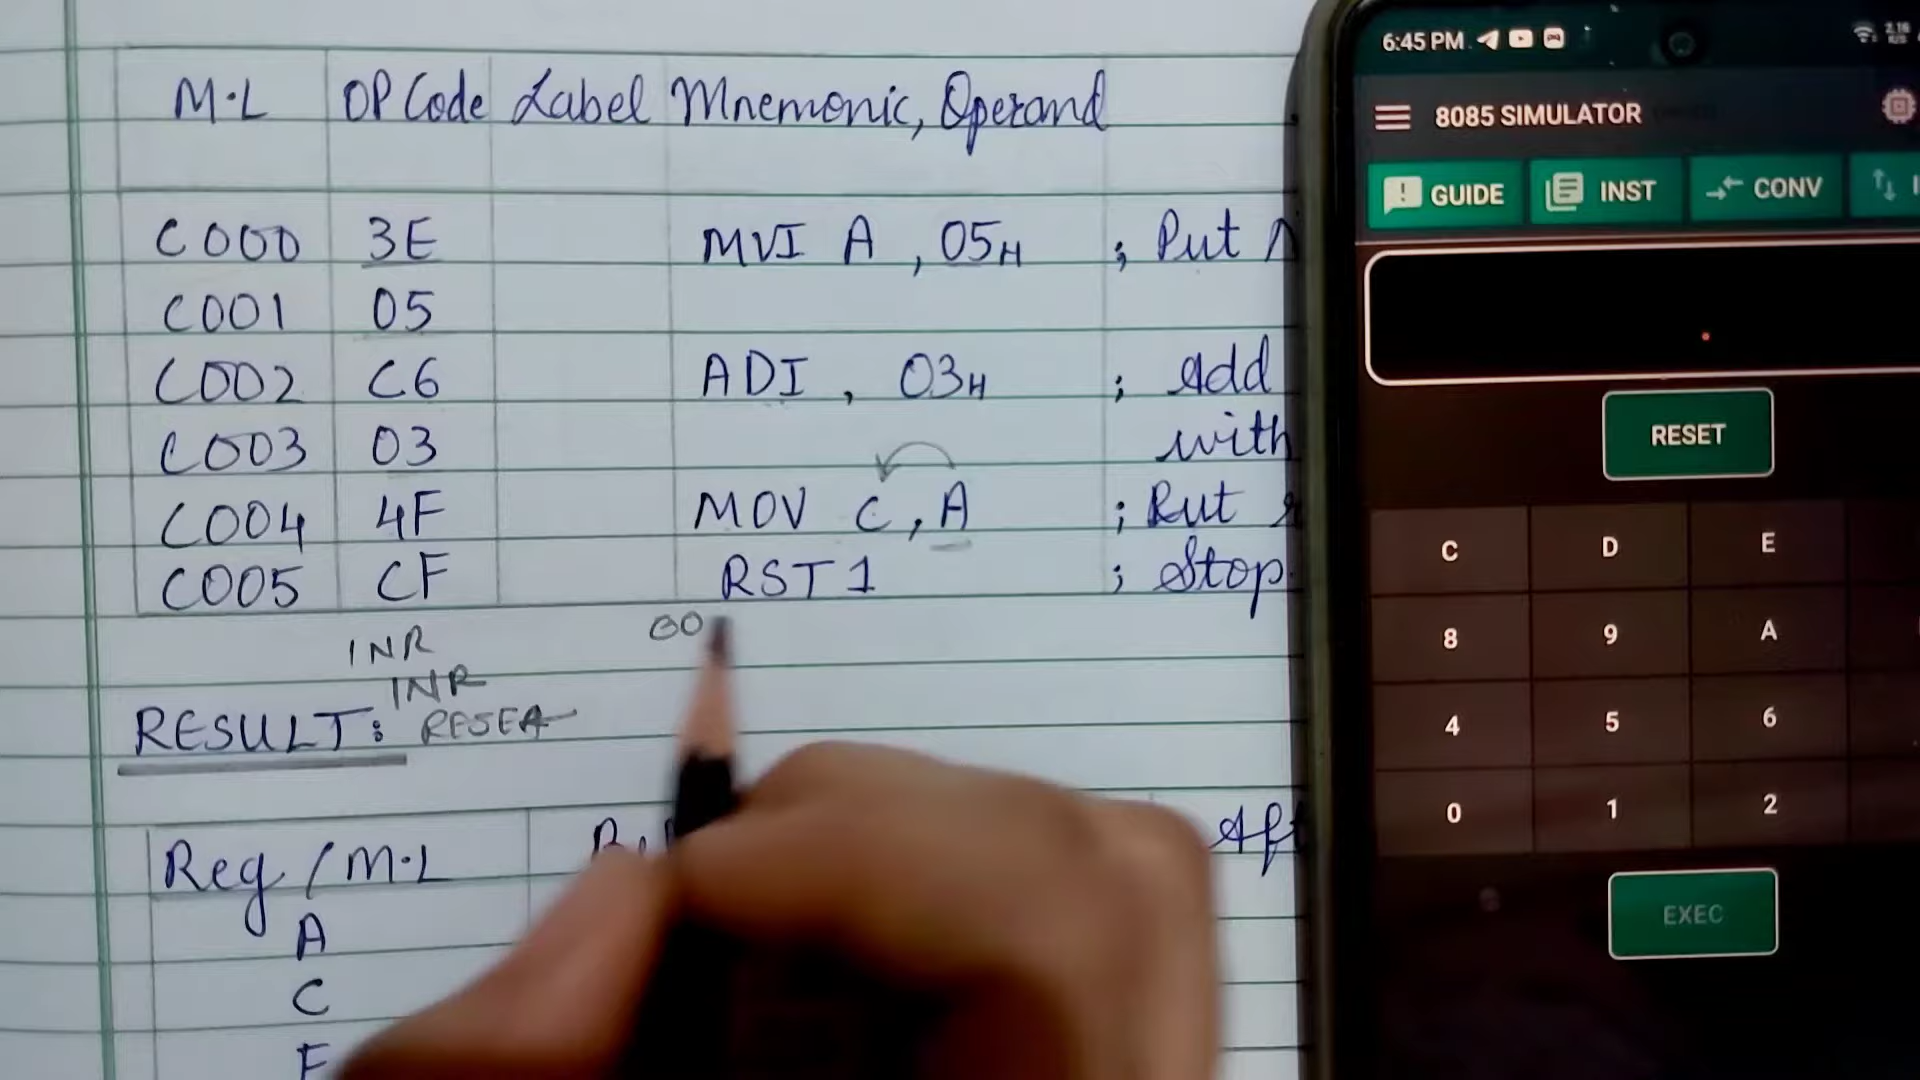 M·L OP Code Label Mnemonic, Operand
C000 3E MVI A , 05H ; Put
C001 05
C002 C6 ADI , 03H ; Add
C003 03 with
C004 4F MOV C, A ; Put
C005 CF RST 1 ; Stop
INR
INR
RESULT:
Reg / M·L
A
C
F
6:45 PM
8085 SIMULATOR
GUIDE INST CONV
RESET
C D E
8 9 A
4 5 6
0 1 2
EXEC